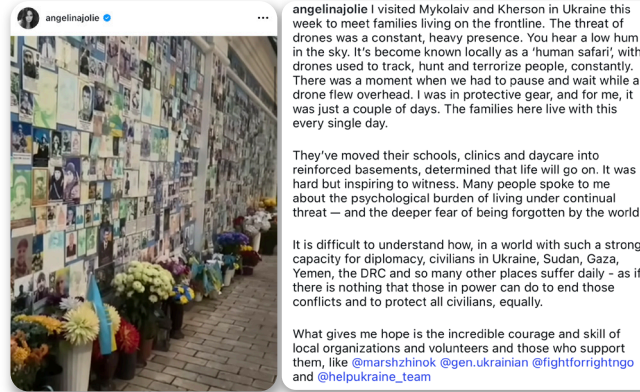 angelinajolie
angelinajolie I visited Mykolaiv and Kherson in Ukraine this
week to meet families living on the frontline. The threat of
drones was a constant, heavy presence. You hear a low hum
in the sky. It's become known locally as a 'human safari', with
drones used to track, hunt and terrorize people, constantly.
There was a moment when we had to pause and wait while a
drone flew overhead. I was in protective gear, and for me, it
was just a couple of days. The families here live with this
every single day.
They've moved their schools, clinics and daycare into
reinforced basements, determined that life will go on. It was
hard but inspiring to witness. Many people spoke to me
about the psychological burden of living under continual
threat — and the deeper fear of being forgotten by the world
It is difficult to understand how, in a world with such a strong
capacity for diplomacy, civilians in Ukraine, Sudan, Gaza,
Yemen, the DRC and so many other places suffer daily - as if
there is nothing that those in power can do to end those
conflicts and to protect all civilians, equally.
What gives me hope is the incredible courage and skill of
local organizations and volunteers and those who support
them, like @marshzhinok @gen.ukrainian @fightforrightngo
and @helpukraine_team